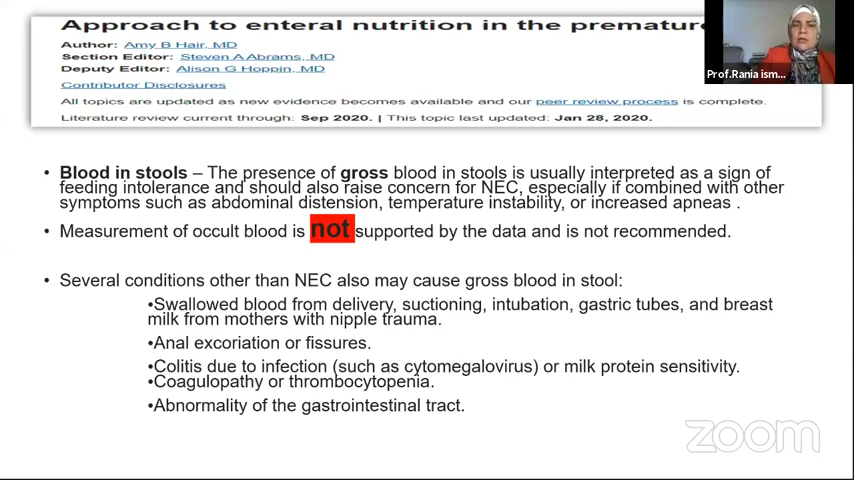 Approach to enteral nutrition in the premature
Author: Amy B Hair, MD
Section Editor: Steven A Abrams, MD
Deputy Editor: Alison G Hoppin, MD
Contributor Disclosures
All topics are updated as new evidence becomes available and our peer review process is complete.
Literature review current through: Sep 2020. | This topic last updated: Jan 28, 2020.
Prof.Rania ism...
• Blood in stools – The presence of gross blood in stools is usually interpreted as a sign of
feeding intolerance and should also raise concern for NEC, especially if combined with other
symptoms such as abdominal distension, temperature instability, or increased apneas .
• Measurement of occult blood is not supported by the data and is not recommended.
• Several conditions other than NEC also may cause gross blood in stool:
•Swallowed blood from delivery, suctioning, intubation, gastric tubes, and breast
milk from mothers with nipple trauma.
•Anal excoriation or fissures.
•Colitis due to infection (such as cytomegalovirus) or milk protein sensitivity.
•Coagulopathy or thrombocytopenia.
•Abnormality of the gastrointestinal tract.
zoom